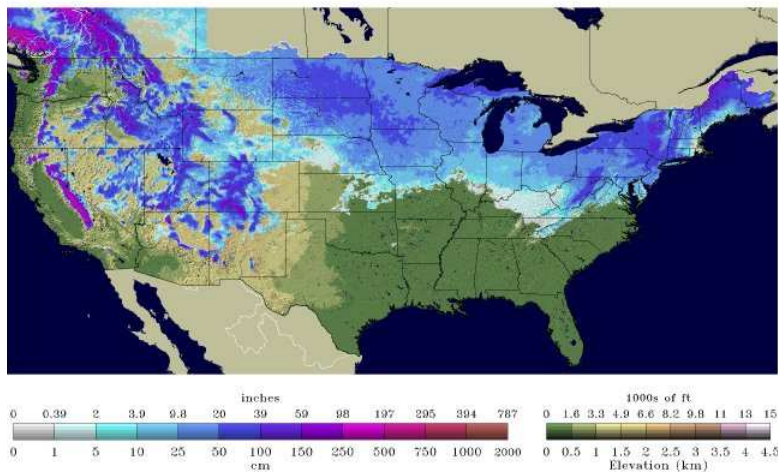 inches
0 0.39 2 3.9 9.8 20 39 59 98 197 295 394 787
0 1 5 10 25 50 100 150 250 500 750 1000 2000
cm
1000s of ft
0 1.6 3.3 4.9 6.6 8.2 9.8 11 13 15
0 0.5 1 1.5 2 2.5 3 3.5 4 4.5
Elevation (km)